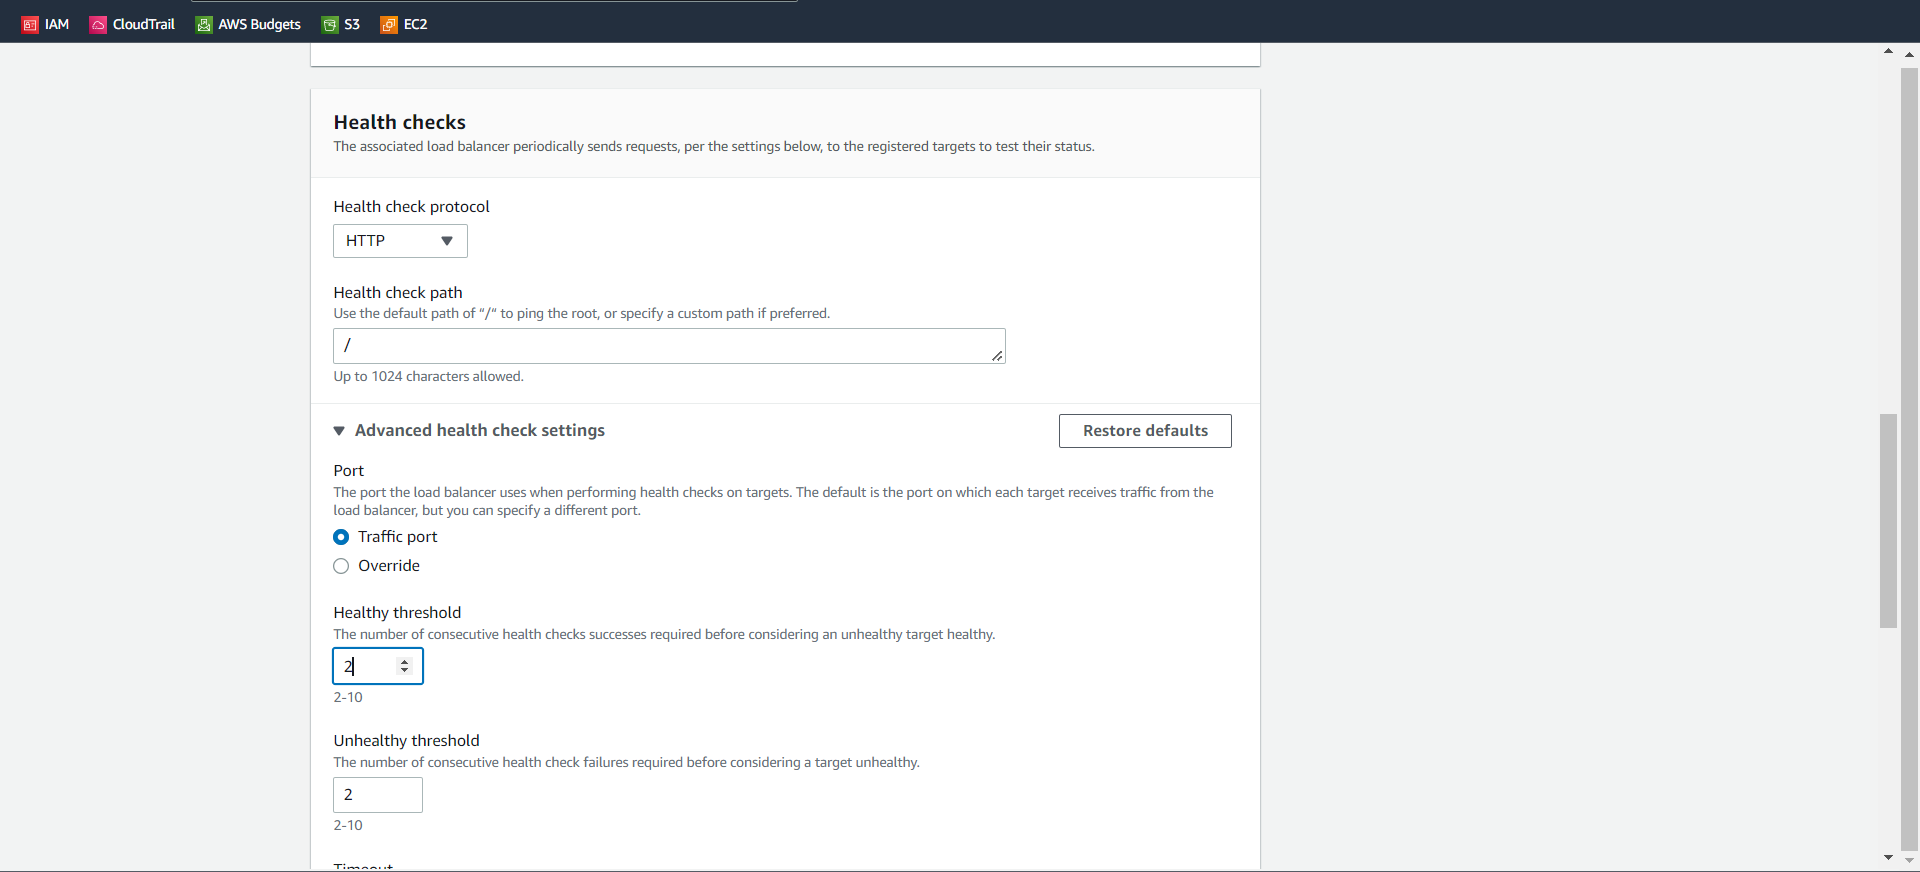 IAM CloudTrail AWS Budgets S3 EC2
Health checks
The associated load balancer periodically sends requests, per the settings below, to the registered targets to test their status.
Health check protocol
HTTP
Health check path
Use the default path of "/" to ping the root, or specify a custom path if preferred.
/
Up to 1024 characters allowed.
Advanced health check settings
Restore defaults
Port
The port the load balancer uses when performing health checks on targets. The default is the port on which each target receives traffic from the
load balancer, but you can specify a different port.
Traffic port
Override
Healthy threshold
The number of consecutive health checks successes required before considering an unhealthy target healthy.
2
2-10
Unhealthy threshold
The number of consecutive health check failures required before considering a target unhealthy.
2
2-10
Timeout